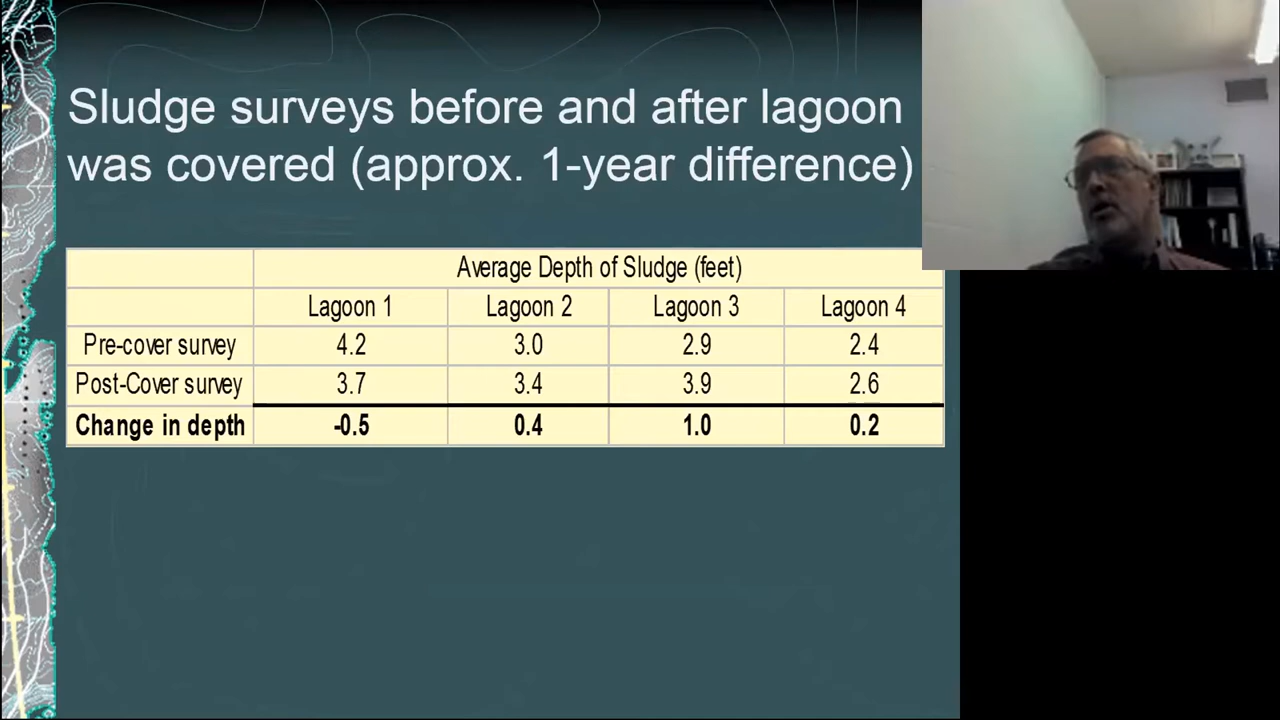 Sludge surveys before and after lagoon
was covered (approx. 1-year difference)
Average Depth of Sludge (feet)
Lagoon 1 Lagoon 2 Lagoon 3 Lagoon 4
Pre-cover survey 4.2 3.0 2.9 2.4
Post-Cover survey 3.7 3.4 3.9 2.6
Change in depth -0.5 0.4 1.0 0.2